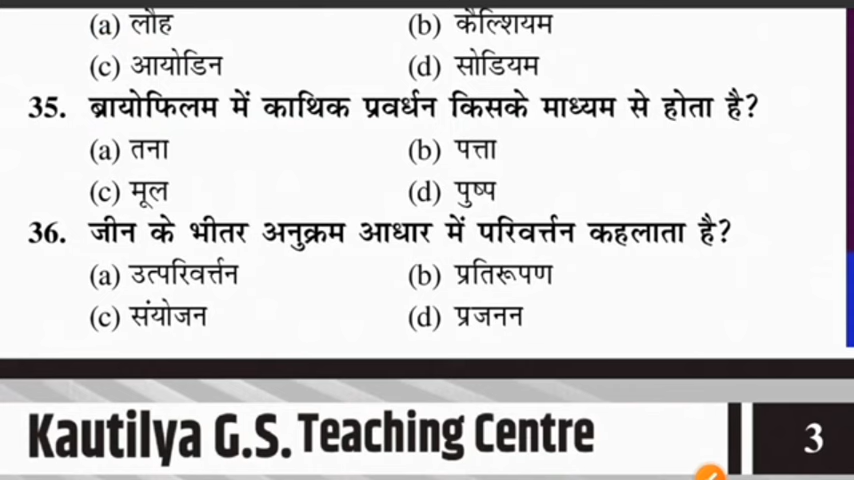 (a) लौह (b) कैल्शियम
(c) आयोडिन (d) सोडियम
35. ब्रायोफिलम में काथिक प्रवर्धन किसके माध्यम से होता है?
(a) तना (b) पत्ता
(c) मूल (d) पुष्प
36. जीन के भीतर अनुक्रम आधार में परिवर्त्तन कहलाता है?
(a) उत्परिवर्त्तन (b) प्रतिरूपण
(c) संयोजन (d) प्रजनन
Kautilya G.S. Teaching Centre 3